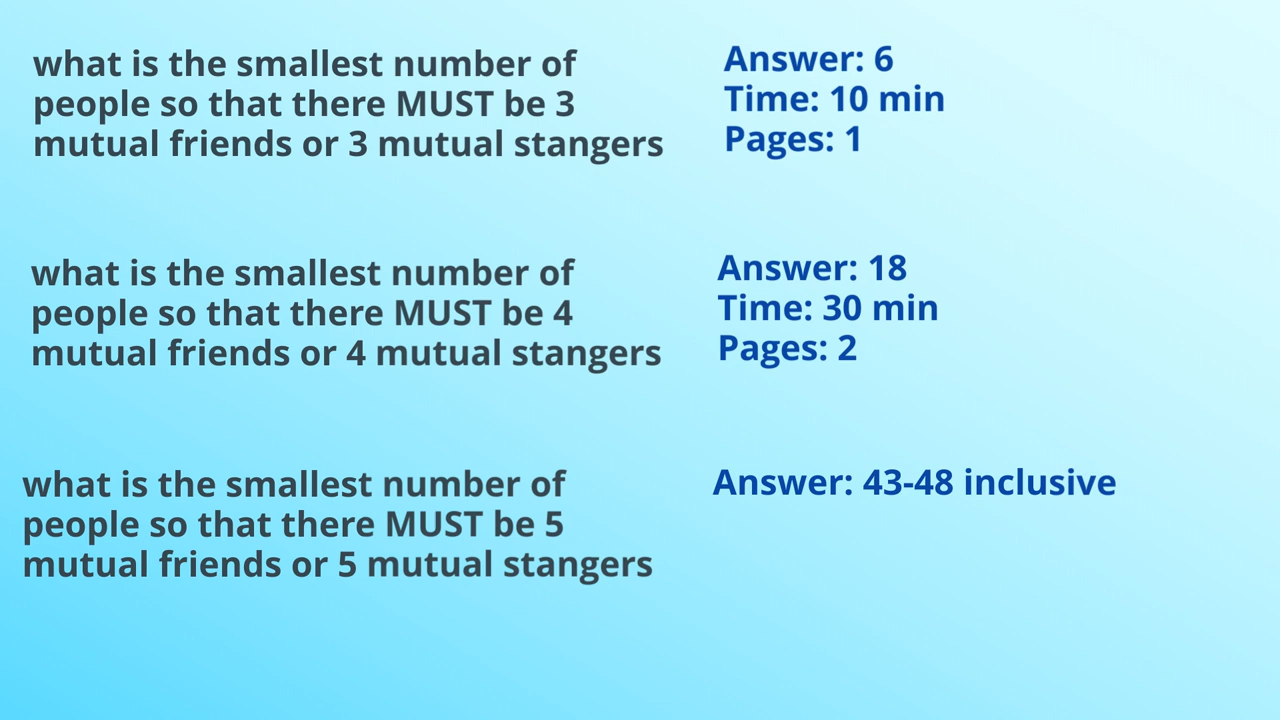 what is the smallest number of
people so that there MUST be 3
mutual friends or 3 mutual stangers
Answer: 6
Time: 10 min
Pages: 1
what is the smallest number of
people so that there MUST be 4
mutual friends or 4 mutual stangers
Answer: 18
Time: 30 min
Pages: 2
what is the smallest number of
people so that there MUST be 5
mutual friends or 5 mutual stangers
Answer: 43-48 inclusive